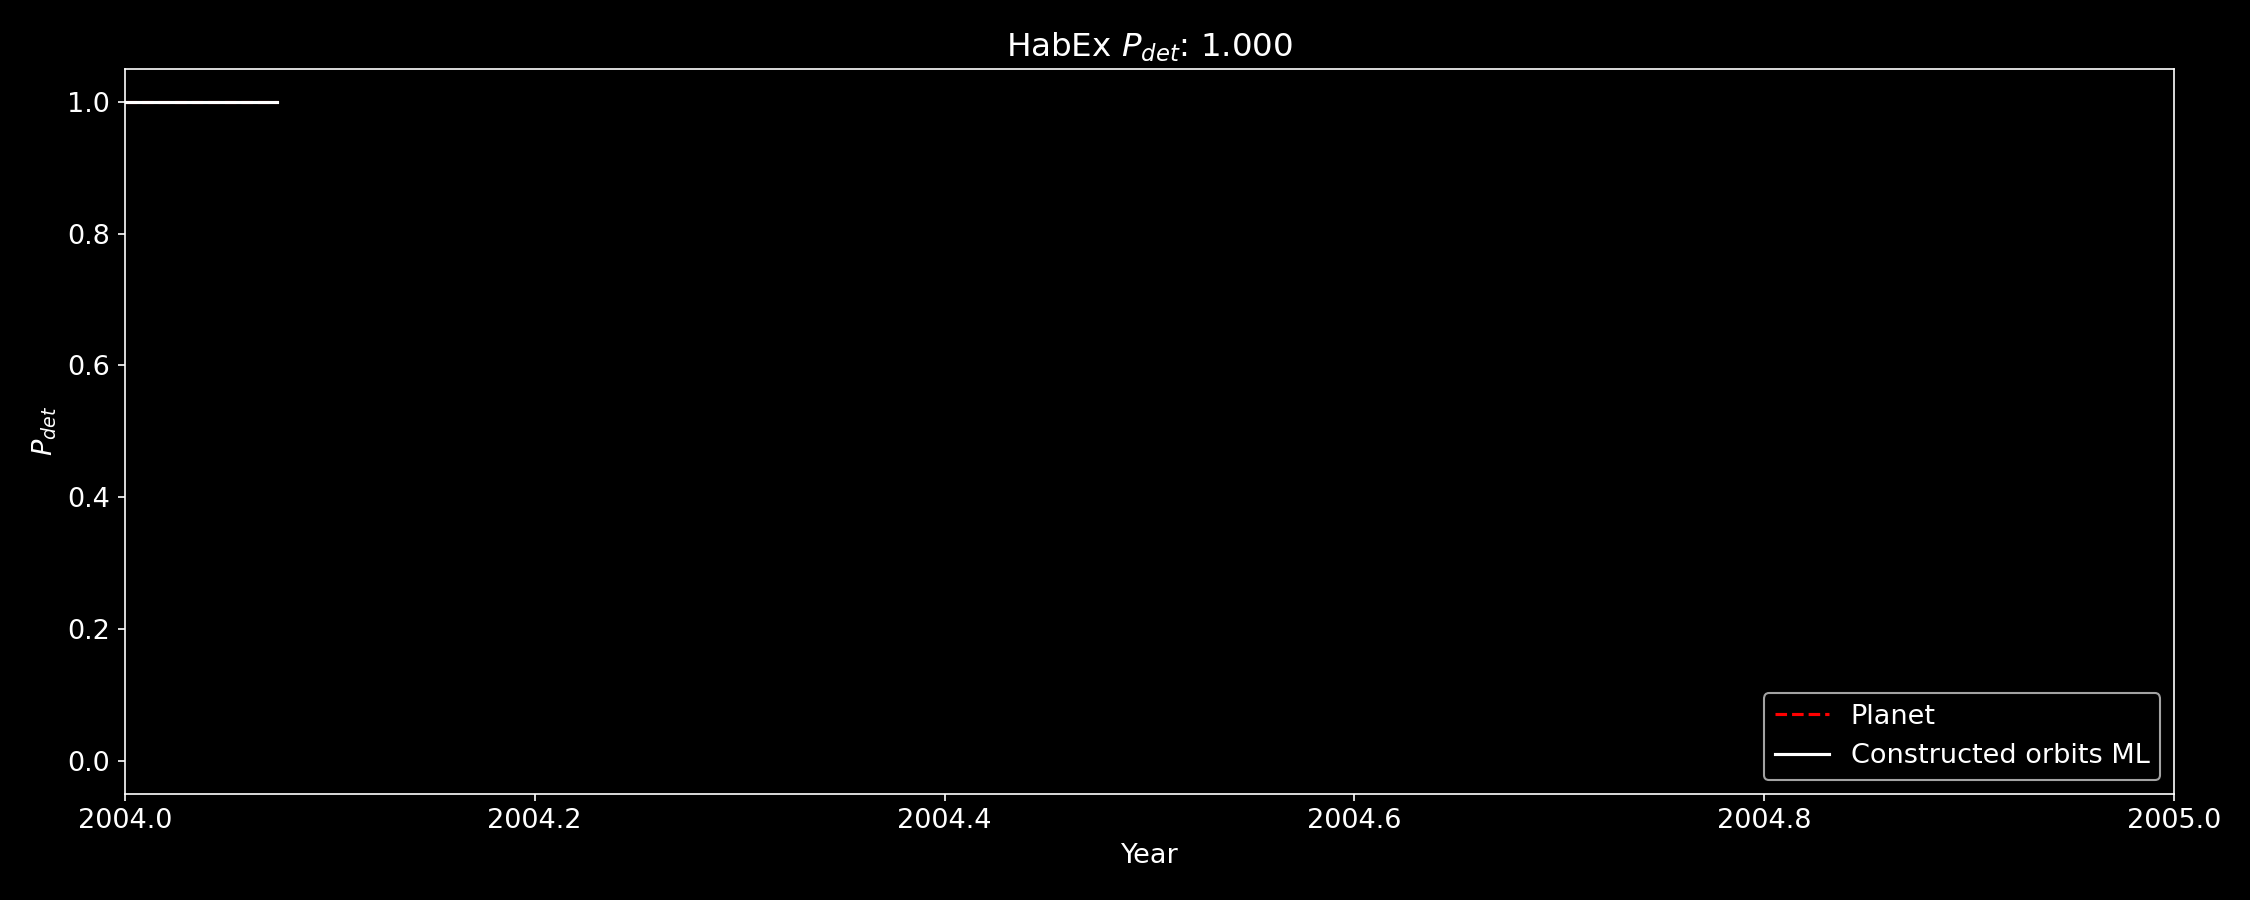 HabEx P_det: 1.000
1.0
0.8
0.6
0.4
0.2
0.0
P_det
Planet
Constructed orbits ML
2004.0 2004.2 2004.4 2004.6 2004.8 2005.0
Year